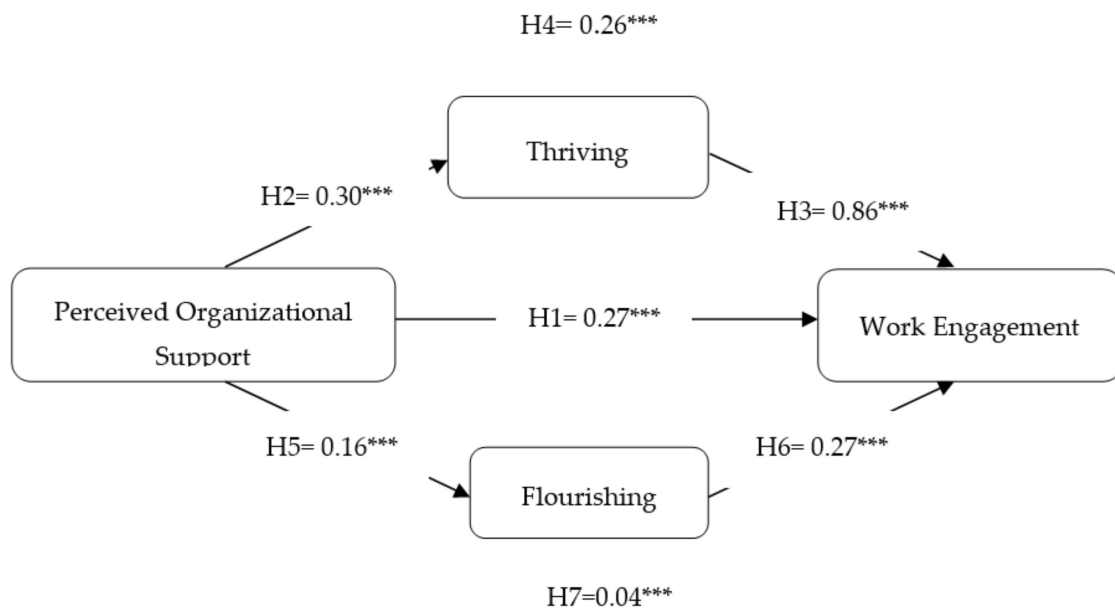 H4= 0.26***
Thriving
H2= 0.30***
H3= 0.86***
Perceived Organizational
Support
H1= 0.27***
Work Engagement
H5= 0.16***
H6= 0.27***
Flourishing
H7=0.04***